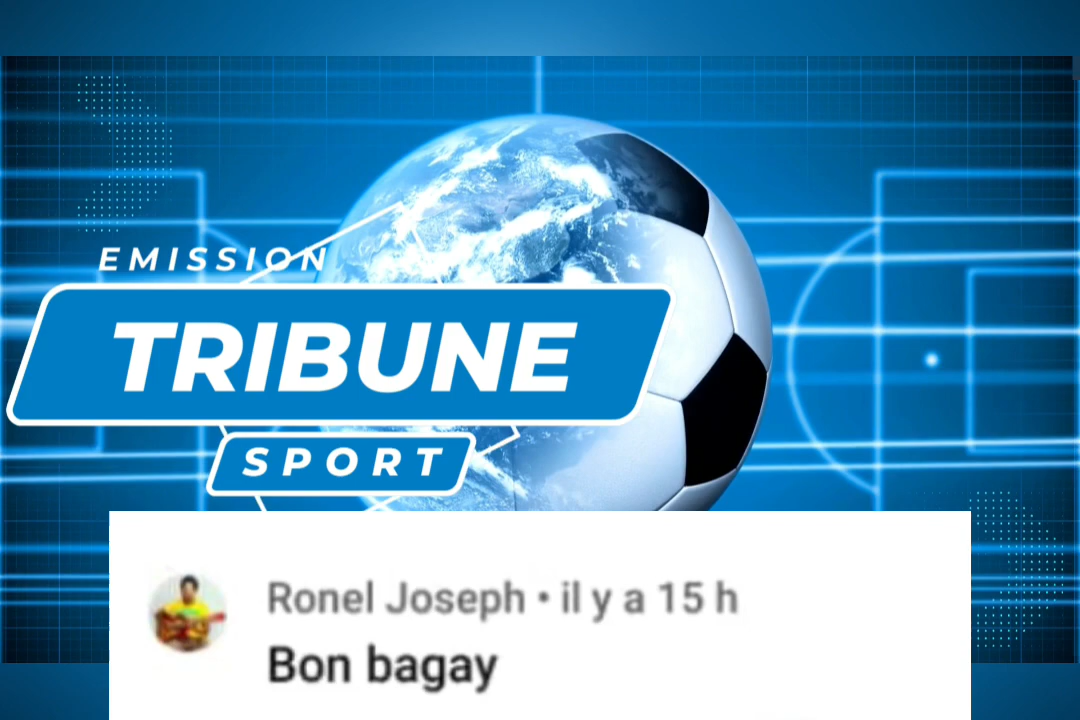 EMISSION
TRIBUNE
SPORT
Ronel Joseph • il y a 15 h
Bon bagay